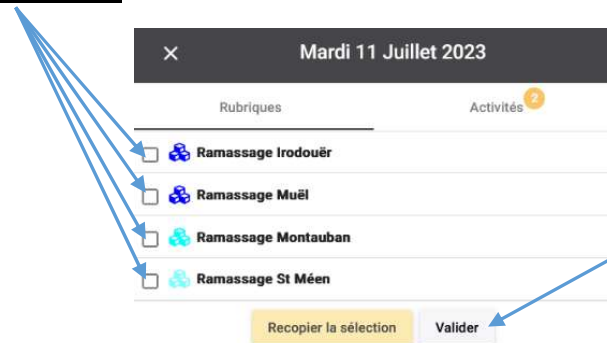 × Mardi 11 Juillet 2023
Rubriques Activités 2
Ramassage Irodouër
Ramassage Muël
Ramassage Montauban
Ramassage St Méen
Recopier la sélection Valider